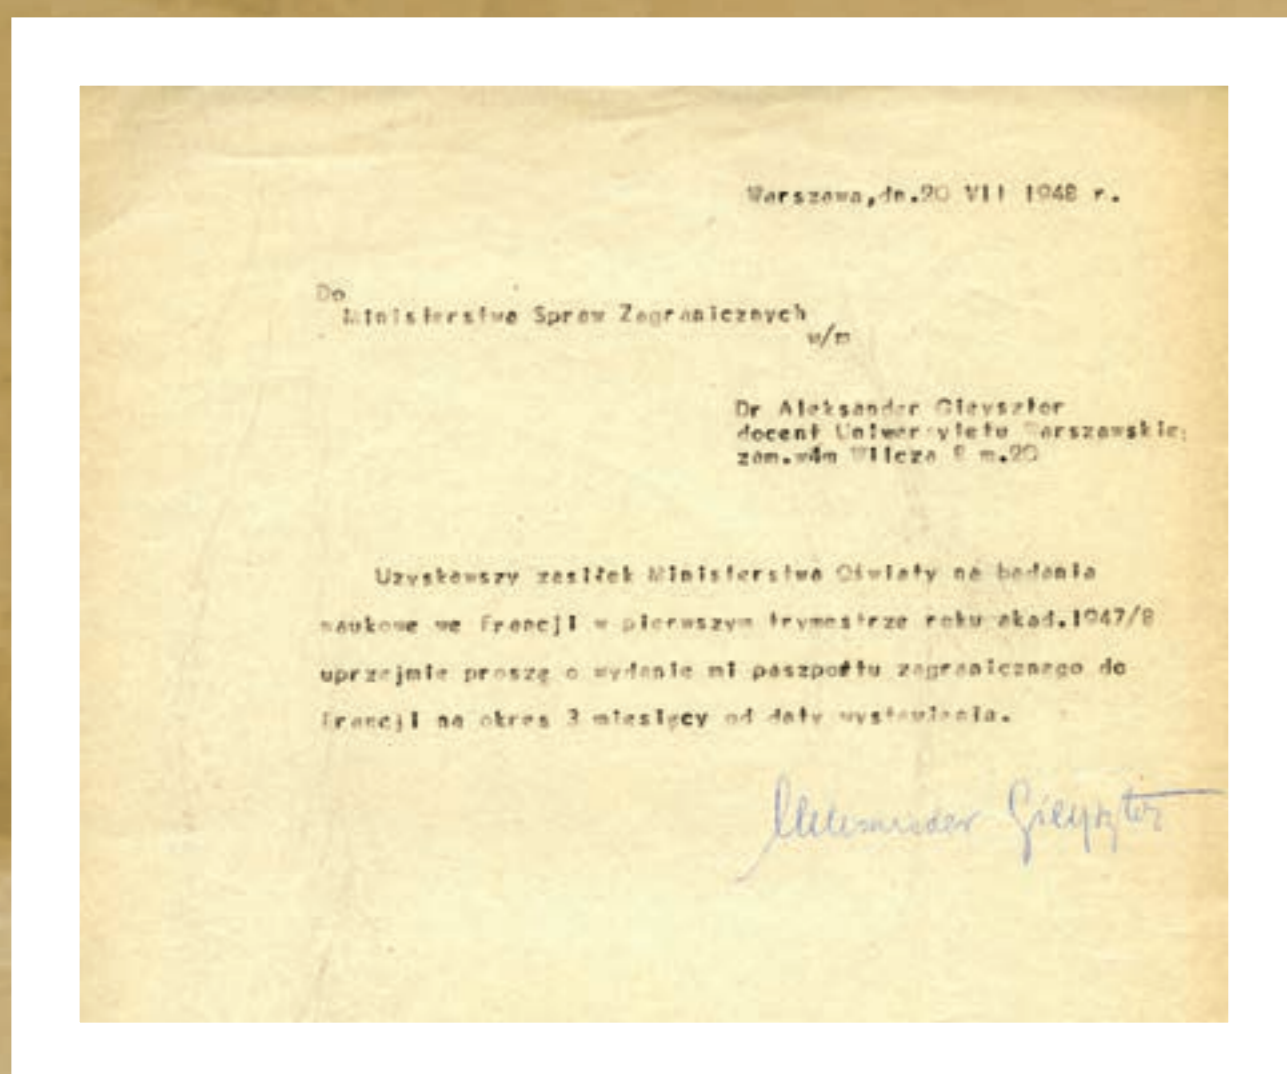 Warszawa,dn.20 VII 1948 r.
Do
Ministerstwa Spraw Zagranicznych
w/m
Dr Aleksander Gieysztor
docent Uniwersytetu Warszawskie
zam. Wilcza 8 m.20
Uzyskawszy zasiłek Ministerstwa Oświaty na badania
naukowe we Francji w pierwszym trymestrze roku akad.1947/8
uprzejmie proszę o wydanie mi paszportu zagranicznego do
Francji na okres 3 miesięcy od daty wystawienia.
Aleksander Gieysztor